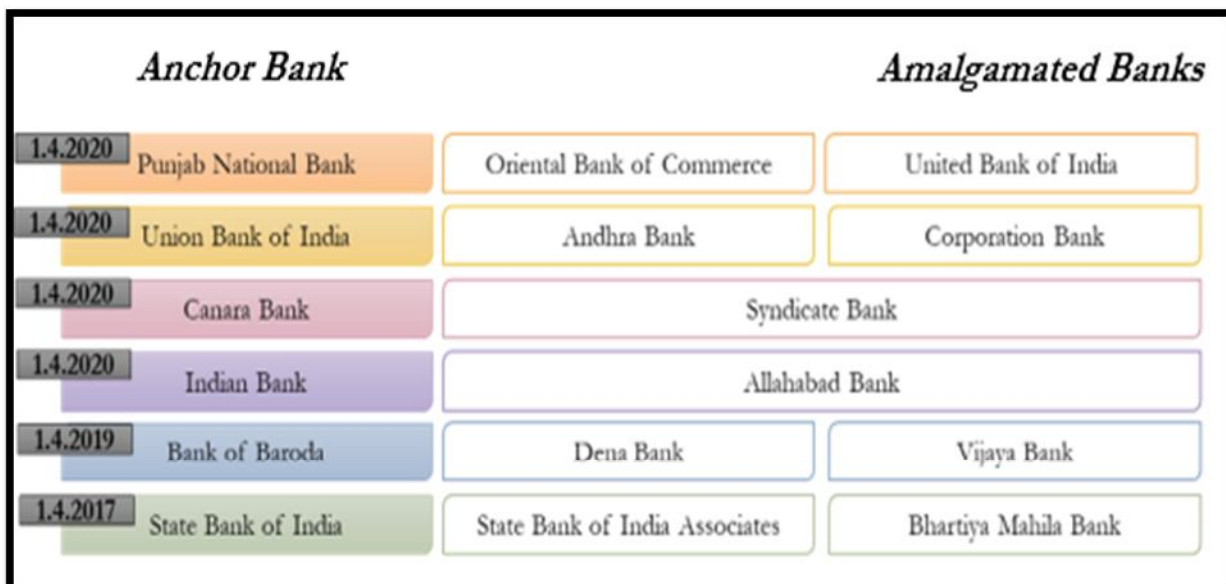 Anchor Bank Amalgamated Banks
1.4.2020 Punjab National Bank Oriental Bank of Commerce United Bank of India
1.4.2020 Union Bank of India Andhra Bank Corporation Bank
1.4.2020 Canara Bank Syndicate Bank
1.4.2020 Indian Bank Allahabad Bank
1.4.2019 Bank of Baroda Dena Bank Vijaya Bank
1.4.2017 State Bank of India State Bank of India Associates Bhartiya Mahila Bank